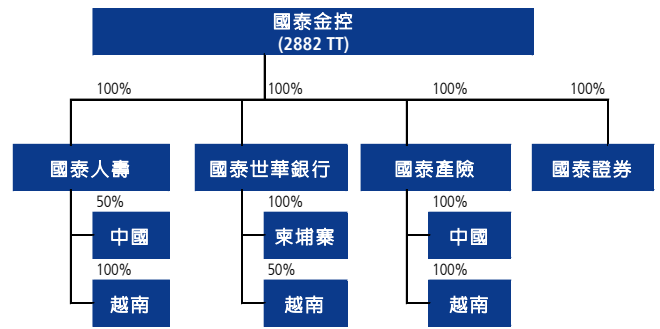 國泰金控
(2882 TT)
100%
100%
100%
100%
國泰人壽
國泰世華銀行
國泰產險
國泰證券
50%
100%
100%
中國
柬埔寨
中國
100%
50%
100%
越南
越南
越南